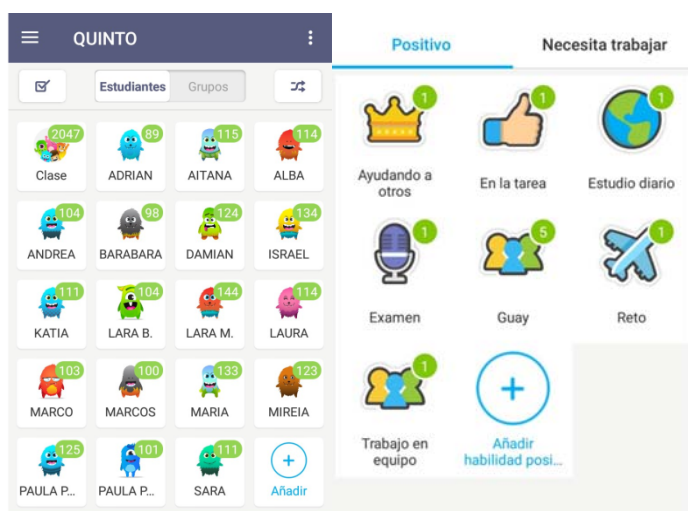 QUINTO
Estudiantes Grupos
2047 89 115 114
Clase ADRIAN AITANA ALBA
104 98 124 134
ANDREA BARABARA DAMIAN ISRAEL
111 104 144 114
KATIA LARA B. LARA M. LAURA
103 100 133 123
MARCO MARCOS MARIA MIREIA
125 101 111
PAULA P... PAULA P... SARA Añadir
Positivo Necesita trabajar
1 1 1
Ayudando a
otros
En la tarea
Estudio diario
1 5 1
Examen Guay Reto
1
Trabajo en
equipo
Añadir
habilidad posi...